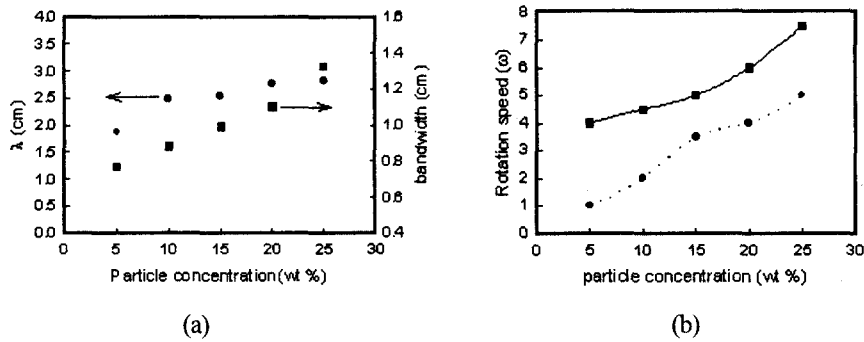 4.0
3.5
3.0
2.5
2.0
1.5
1.0
0.5
0.0
λ (cm)
1.6
1.4
1.2
1.0
0.8
0.6
0.4
bandwidth (cm)
0 5 10 15 20 25 30
Particle concentration (wt %)
(a)
8
7
6
5
4
3
2
1
0
Rotation speed (ω)
0 5 10 15 20 25 30
particle concentration (wt %)
(b)